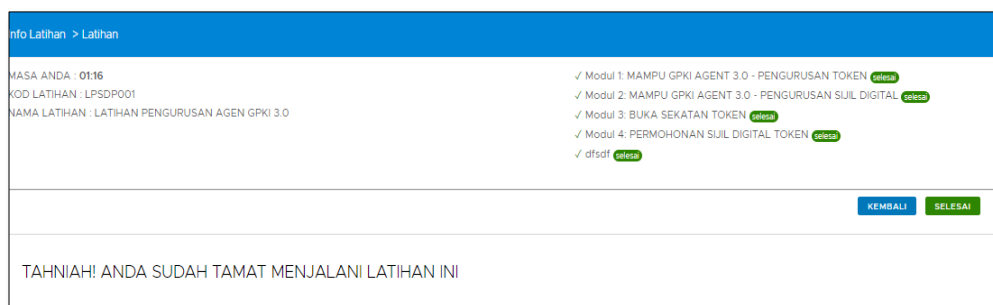 nfo Latihan > Latihan
MASA ANDA : 01:16
KOD LATIHAN : LPSDP001
NAMA LATIHAN : LATIHAN PENGURUSAN AGEN GPKI 3.0
✓ Modul 1: MAMPU GPKI AGENT 3.0 - PENGURUSAN TOKEN selesai
✓ Modul 2: MAMPU GPKI AGENT 3.0 - PENGURUSAN SIJIL DIGITAL selesai
✓ Modul 3: BUKA SEKATAN TOKEN selesai
✓ Modul 4: PERMOHONAN SIJIL DIGITAL TOKEN selesai
✓ dfsdf selesai
KEMBALI SELESAI
TAHNIAH! ANDA SUDAH TAMAT MENJALANI LATIHAN INI